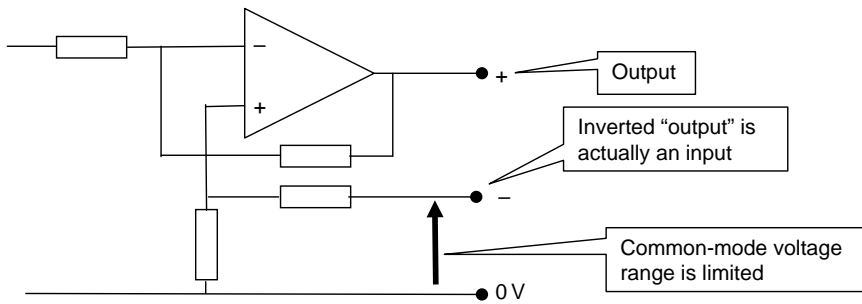 −
+
+
Output
Inverted “output” is
actually an input
−
Common-mode voltage
range is limited
0 V